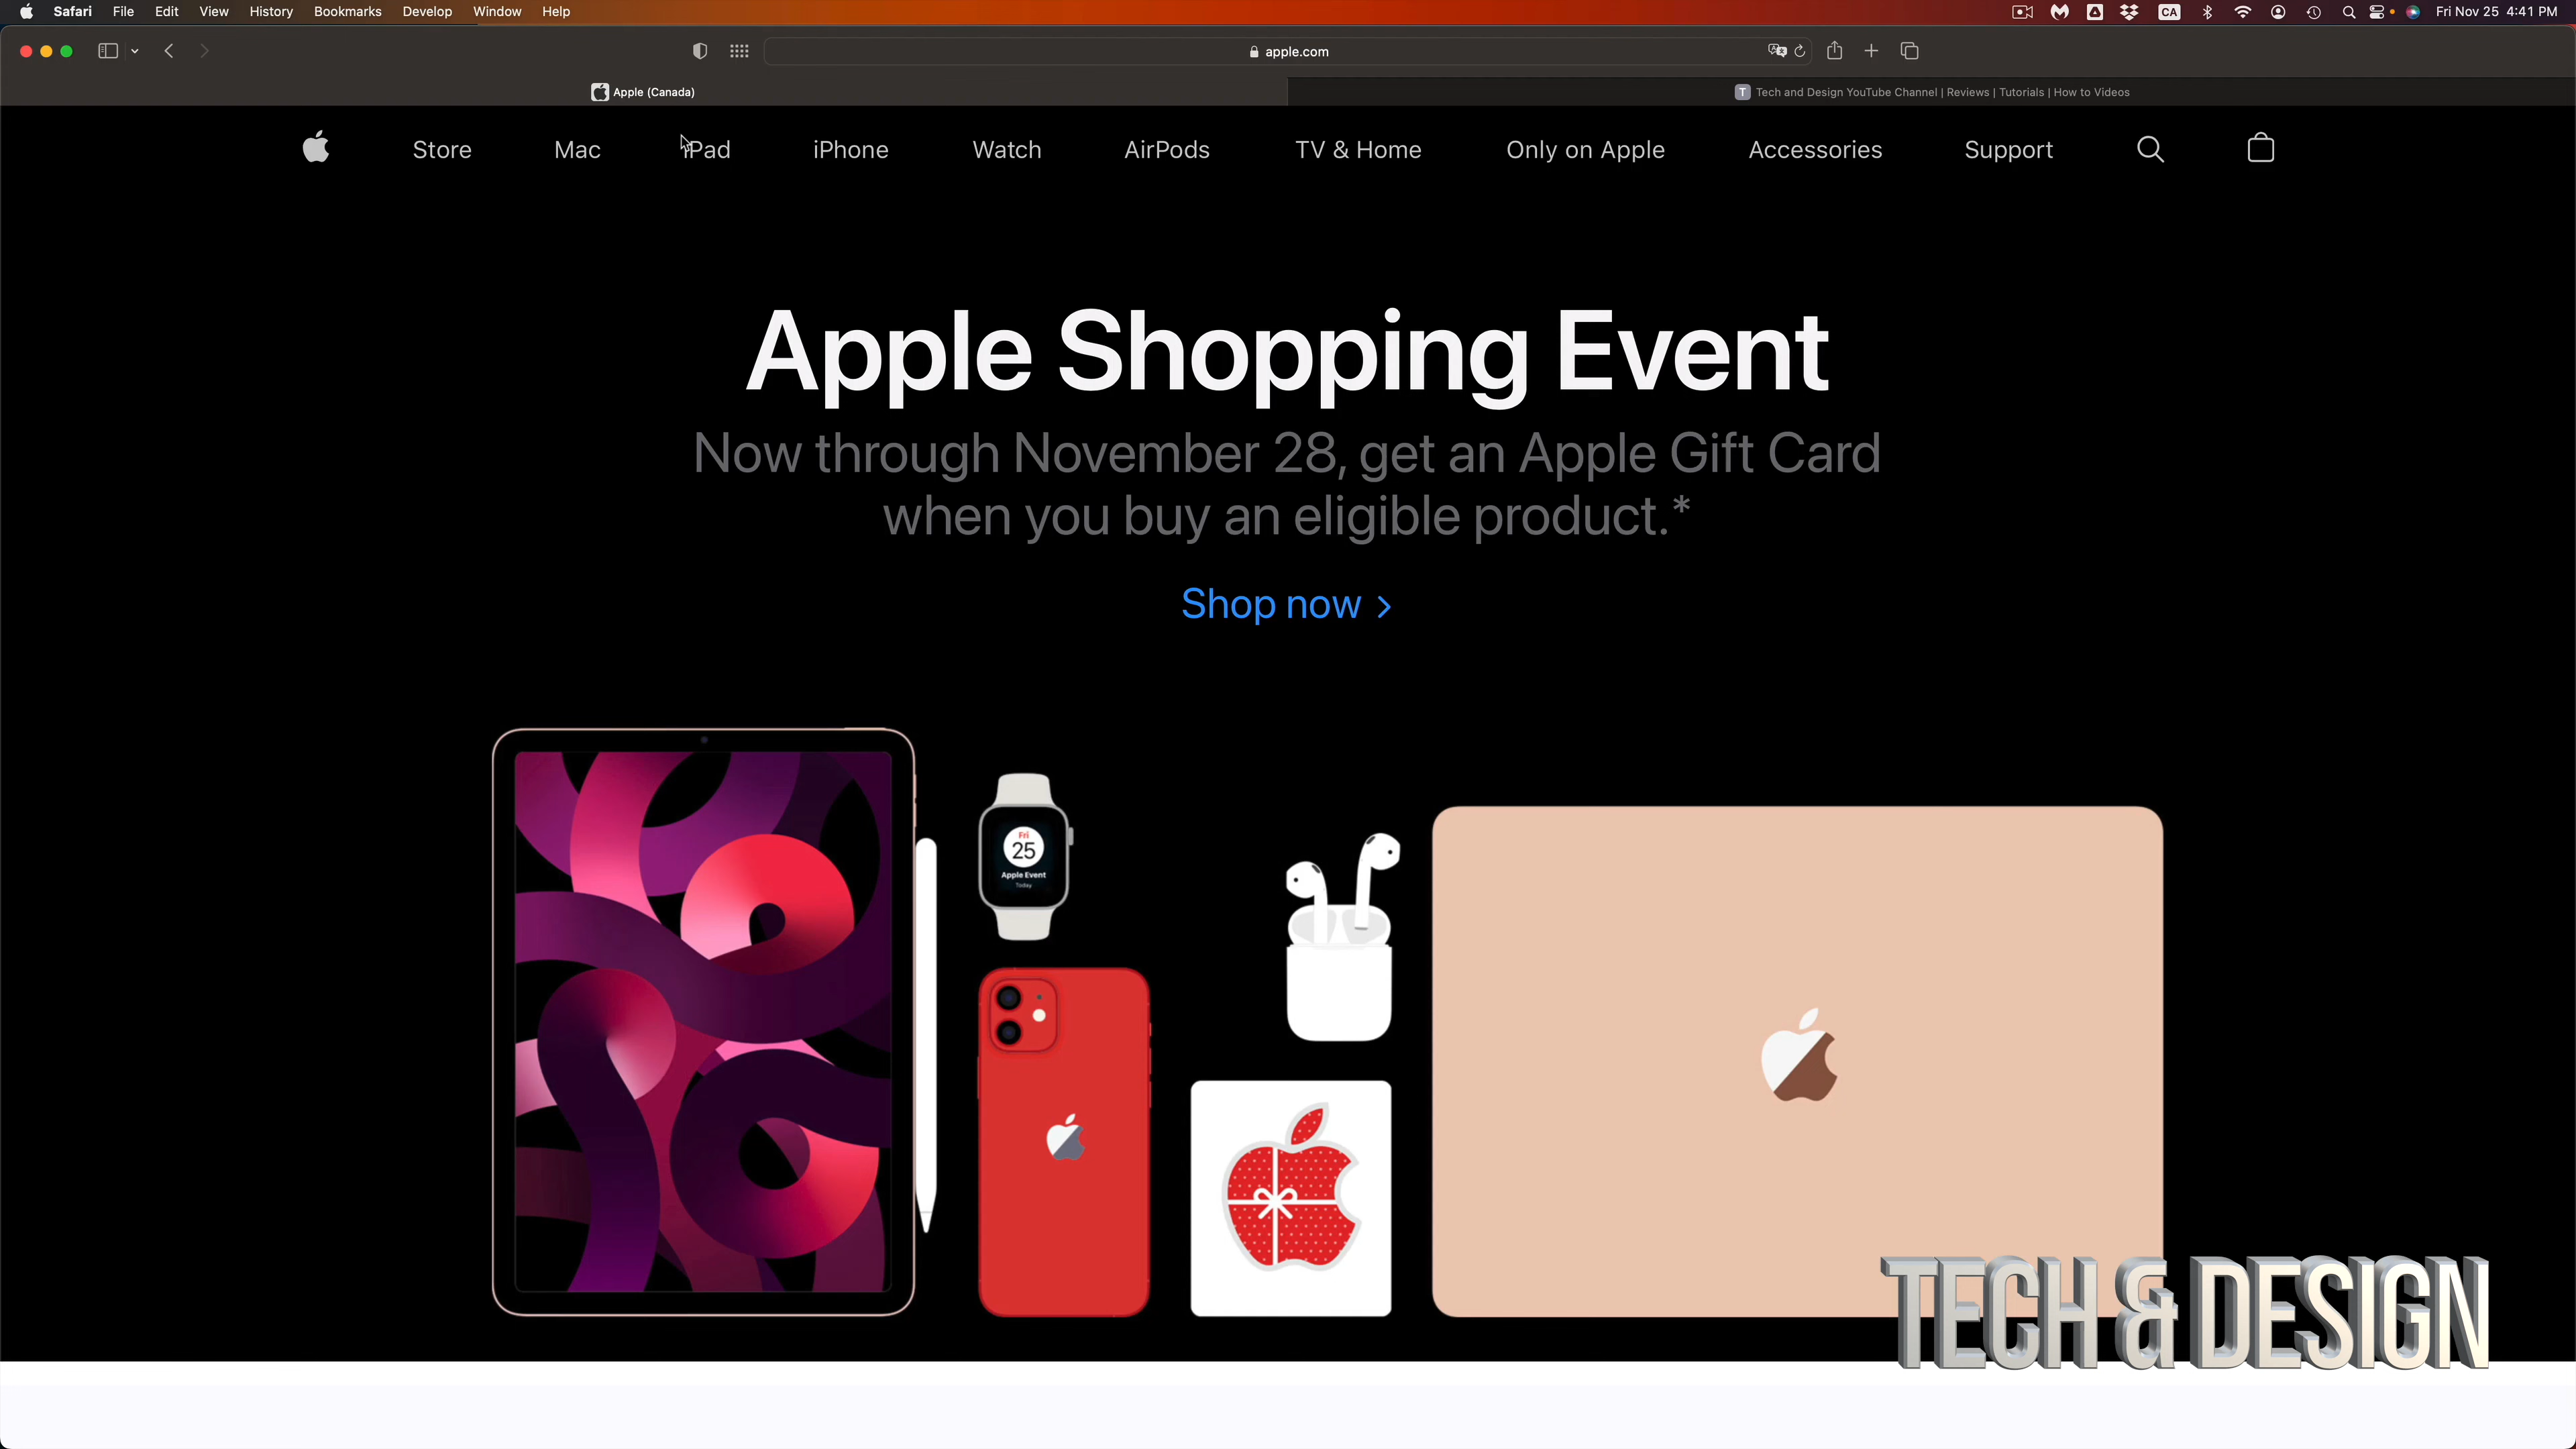 Safari File Edit View History Bookmarks Develop Window Help CA Fri Nov 25 4:41 PM
apple.com
Apple (Canada) T Tech and Design YouTube Channel | Reviews | Tutorials | How to Videos
Store Mac iPad iPhone Watch AirPods TV & Home Only on Apple Accessories Support
Apple Shopping Event
Now through November 28, get an Apple Gift Card
when you buy an eligible product.*
Shop now >
Fri
25
Apple Event
Today
TECH & DESIGN